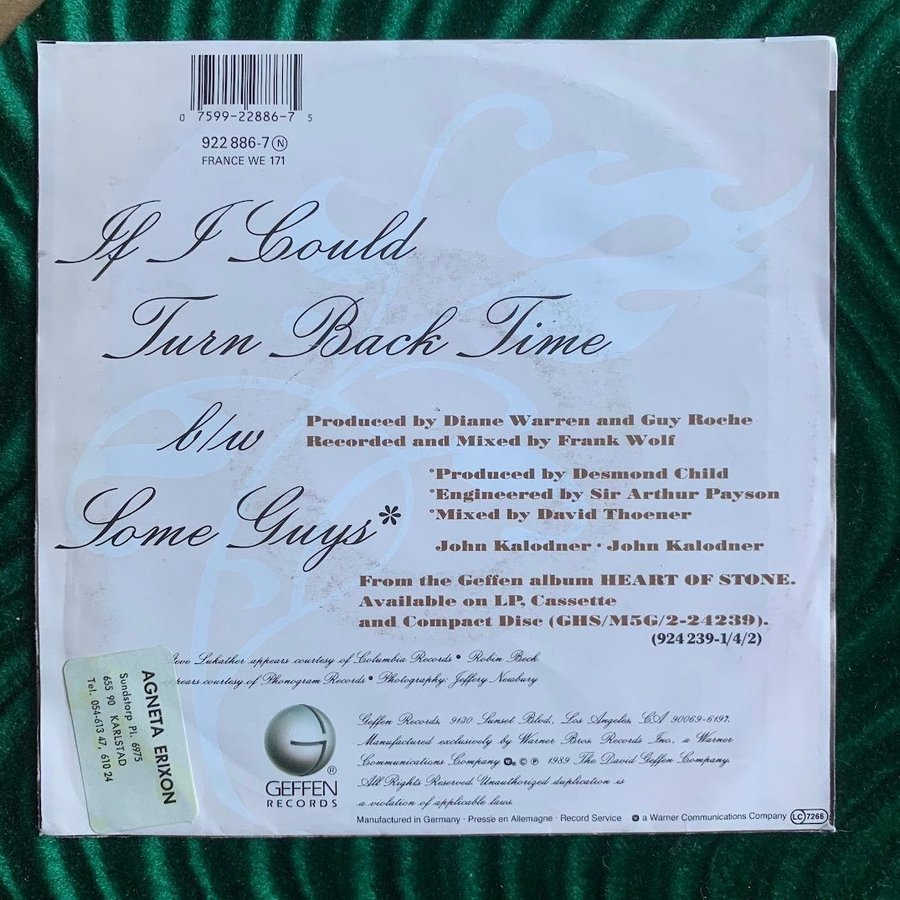 0 7599-22886-7 5
922 886-7 Ⓝ
FRANCE WE 171
If I Could
Turn Back Time
b/w
Produced by Diane Warren and Guy Roche
Recorded and Mixed by Frank Wolf
Some Guys*
*Produced by Desmond Child
*Engineered by Sir Arthur Payson
*Mixed by David Thoener
John Kalodner · John Kalodner
From the Geffen album HEART OF STONE.
Available on LP, Cassette
and Compact Disc (GHS/M5G/2-24239).
(924 239-1/4/2)
Lukather appears courtesy of Columbia Records • Robin Beck
courtesy of Phonogram Records • Photography: Jeffery Newbury
AGNETA ERIXON
Sundstorp Pl. 6975
655 90 KARLSTAD
Tel. 054-613 47, 610 24
GEFFEN
RECORDS
Geffen Records, 9130 Sunset Blvd., Los Angeles, CA 90069-6197.
Manufactured exclusively by Warner Bros. Records Inc., a Warner
Communications Company ℗ © 1989 The David Geffen Company.
All Rights Reserved. Unauthorized duplication is
a violation of applicable laws.
Manufactured in Germany · Presse en Allemagne · Record Service a Warner Communications Company LC 7266